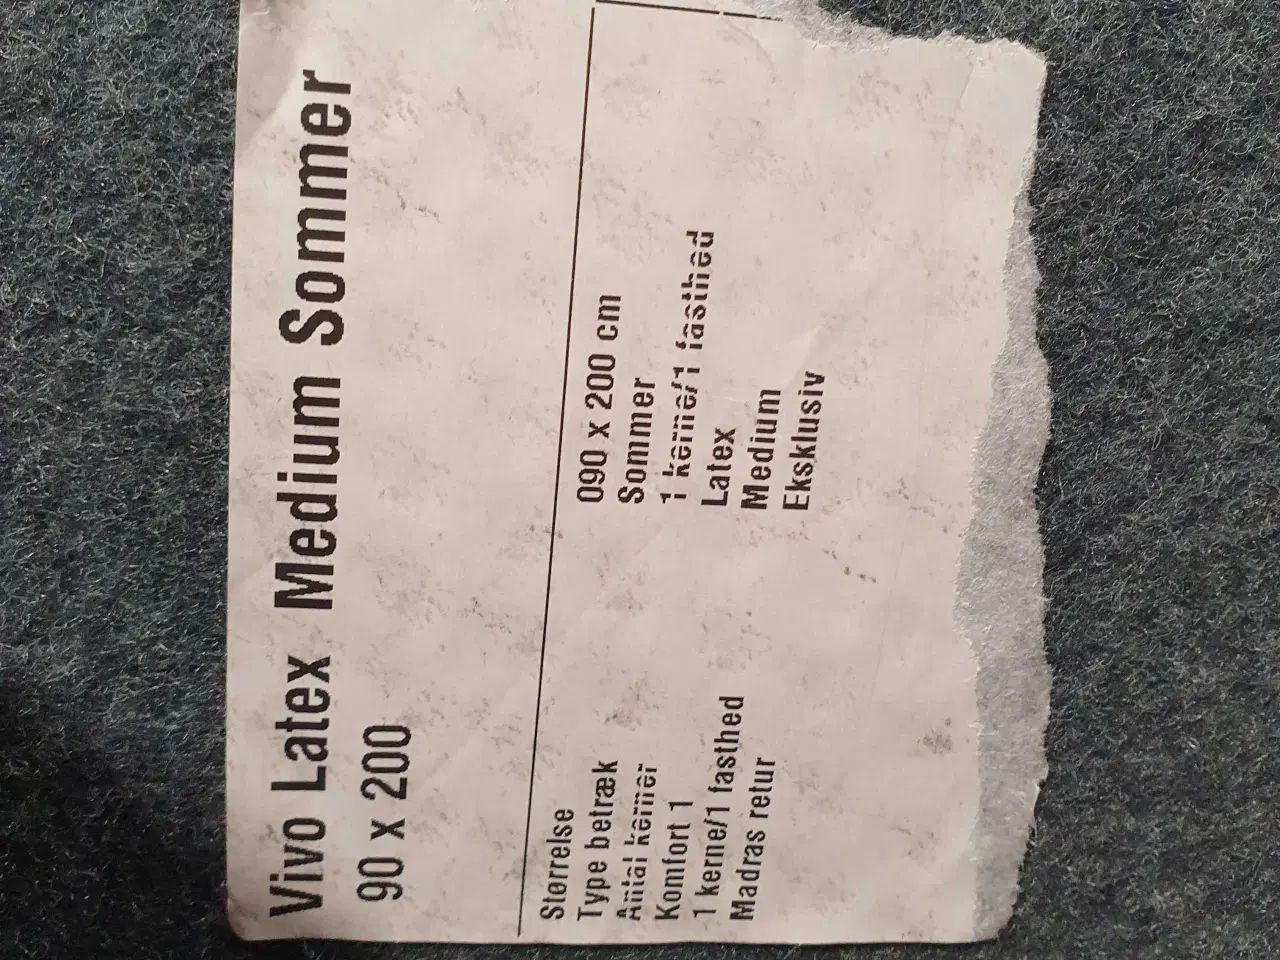 Vivo Latex Medium Sommer
90 x 200
Størrelse 090 x 200 cm
Type betræk Sommer
Antal kerner 1 kerne/1 fasthed
Komfort 1 Latex
1 kerne/1 fasthed Medium
Madras retur Eksklusiv